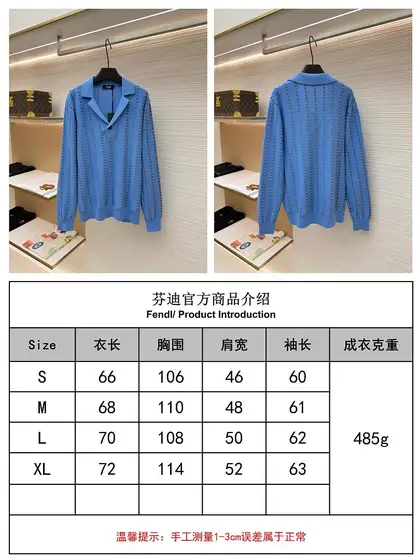 芬迪官方商品介绍
Fendl/ Product Introduction
Size 衣长 胸围 肩宽 袖长 成衣克重
S 66 106 46 60 485g
M 68 110 48 61
L 70 108 50 62
XL 72 114 52 63
温馨提示：手工测量1-3cm误差属于正常